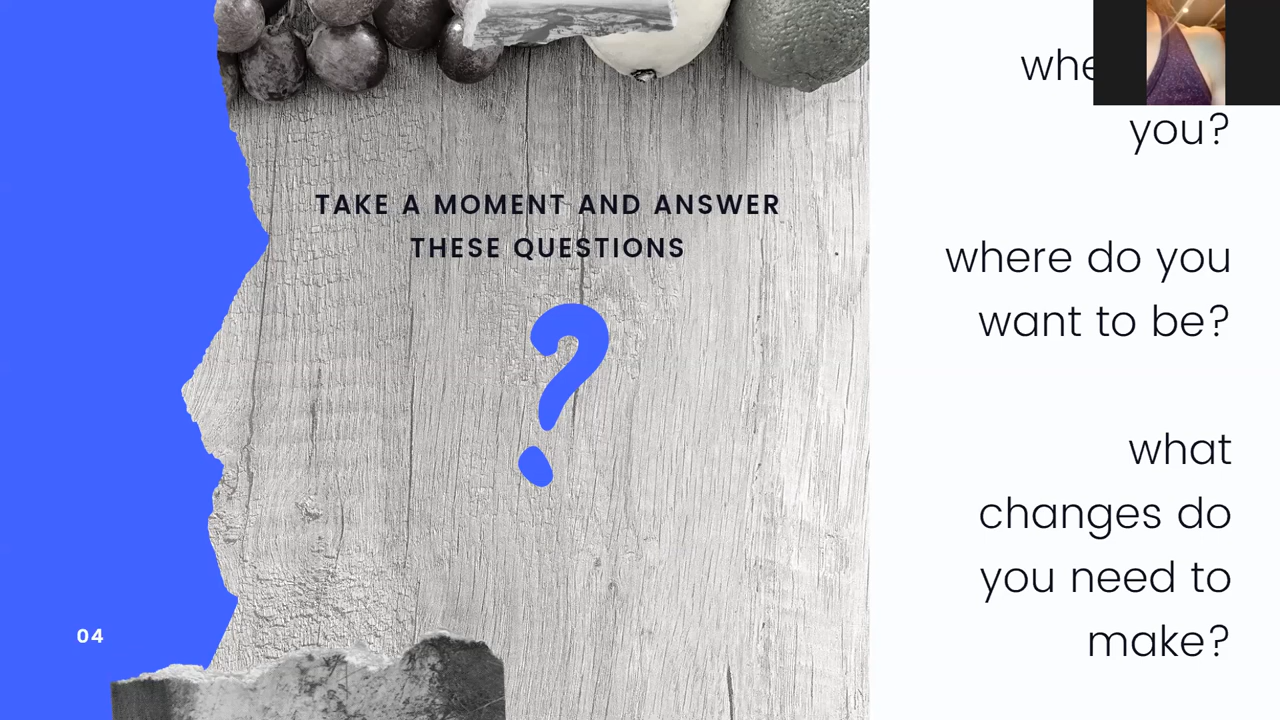 TAKE A MOMENT AND ANSWER
THESE QUESTIONS
you?
where do you
want to be?
what
changes do
you need to
make?
04